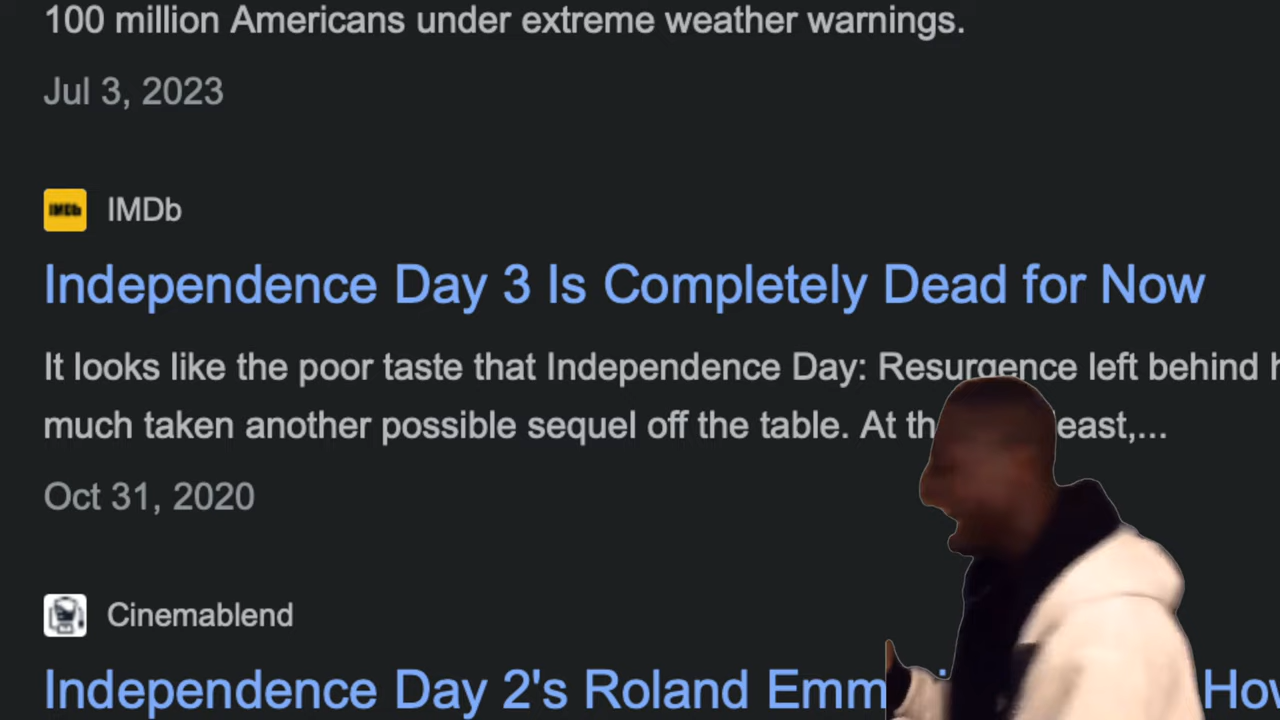 100 million Americans under extreme weather warnings.
Jul 3, 2023
IMDb
IMDb
Independence Day 3 Is Completely Dead for Now
It looks like the poor taste that Independence Day: Resurgence left behind
much taken another possible sequel off the table. At east,...
Oct 31, 2020
Cinemablend
Independence Day 2's Roland